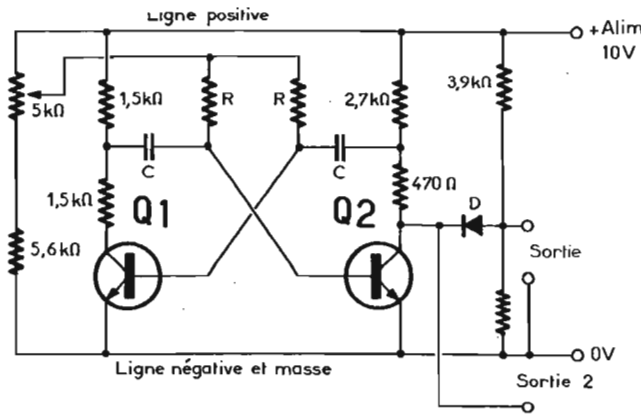 Ligne positive
+Alim
10V
5kΩ
1,5kΩ
R
R
2,7kΩ
3,9kΩ
C
C
1,5kΩ
Q1
Q2
470Ω
D
5,6kΩ
Sortie
Ligne négative et masse
0V
Sortie 2